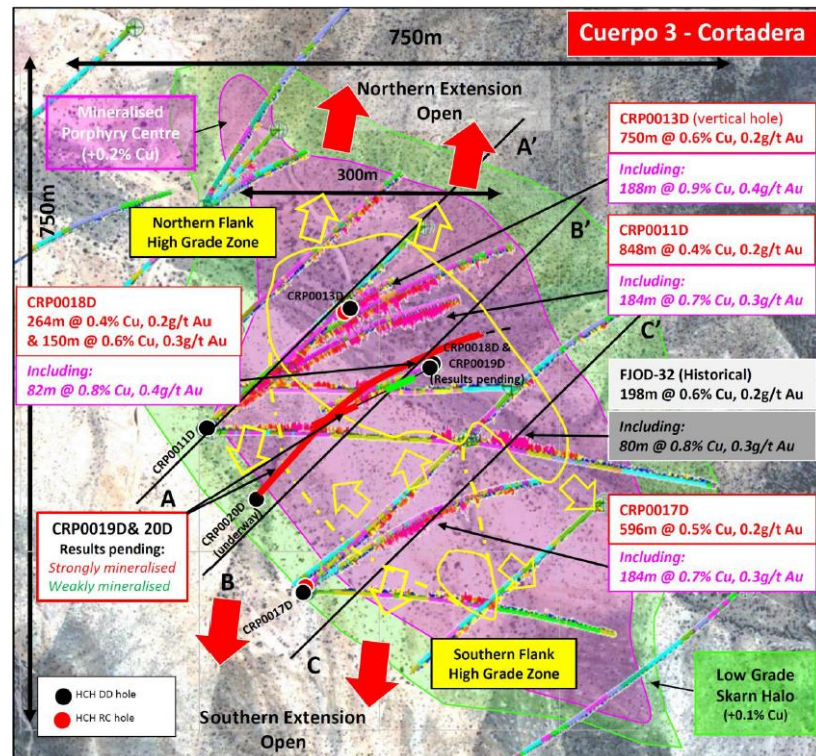 Cuerpo 3 - Cortadera
750m
750m
Northern Extension
Open
Mineralised
Porphyry Centre
(+0.2% Cu)
A'
B'
C'
300m
Northern Flank
High Grade Zone
CRP0013D (vertical hole)
750m @ 0.6% Cu, 0.2g/t Au
Including:
188m @ 0.9% Cu, 0.4g/t Au
CRP0011D
848m @ 0.4% Cu, 0.2g/t Au
Including:
184m @ 0.7% Cu, 0.3g/t Au
CRP0018D
264m @ 0.4% Cu, 0.2g/t Au
& 150m @ 0.6% Cu, 0.3g/t Au
Including:
82m @ 0.8% Cu, 0.4g/t Au
CRP0013D
CRP0018D &
CRP0019D
(Results pending)
FJOD-32 (Historical)
198m @ 0.6% Cu, 0.2g/t Au
Including:
80m @ 0.8% Cu, 0.3g/t Au
CRP0011D
A
CRP0020D
(underway)
CRP0019D& 20D
Results pending:
Strongly mineralised
Weakly mineralised
B
CRP0017D
596m @ 0.5% Cu, 0.2g/t Au
Including:
184m @ 0.7% Cu, 0.3g/t Au
CRP0017D
C
Southern Flank
High Grade Zone
Low Grade
Skarn Halo
(+0.1% Cu)
HCH DD hole
HCH RC hole
Southern Extension
Open